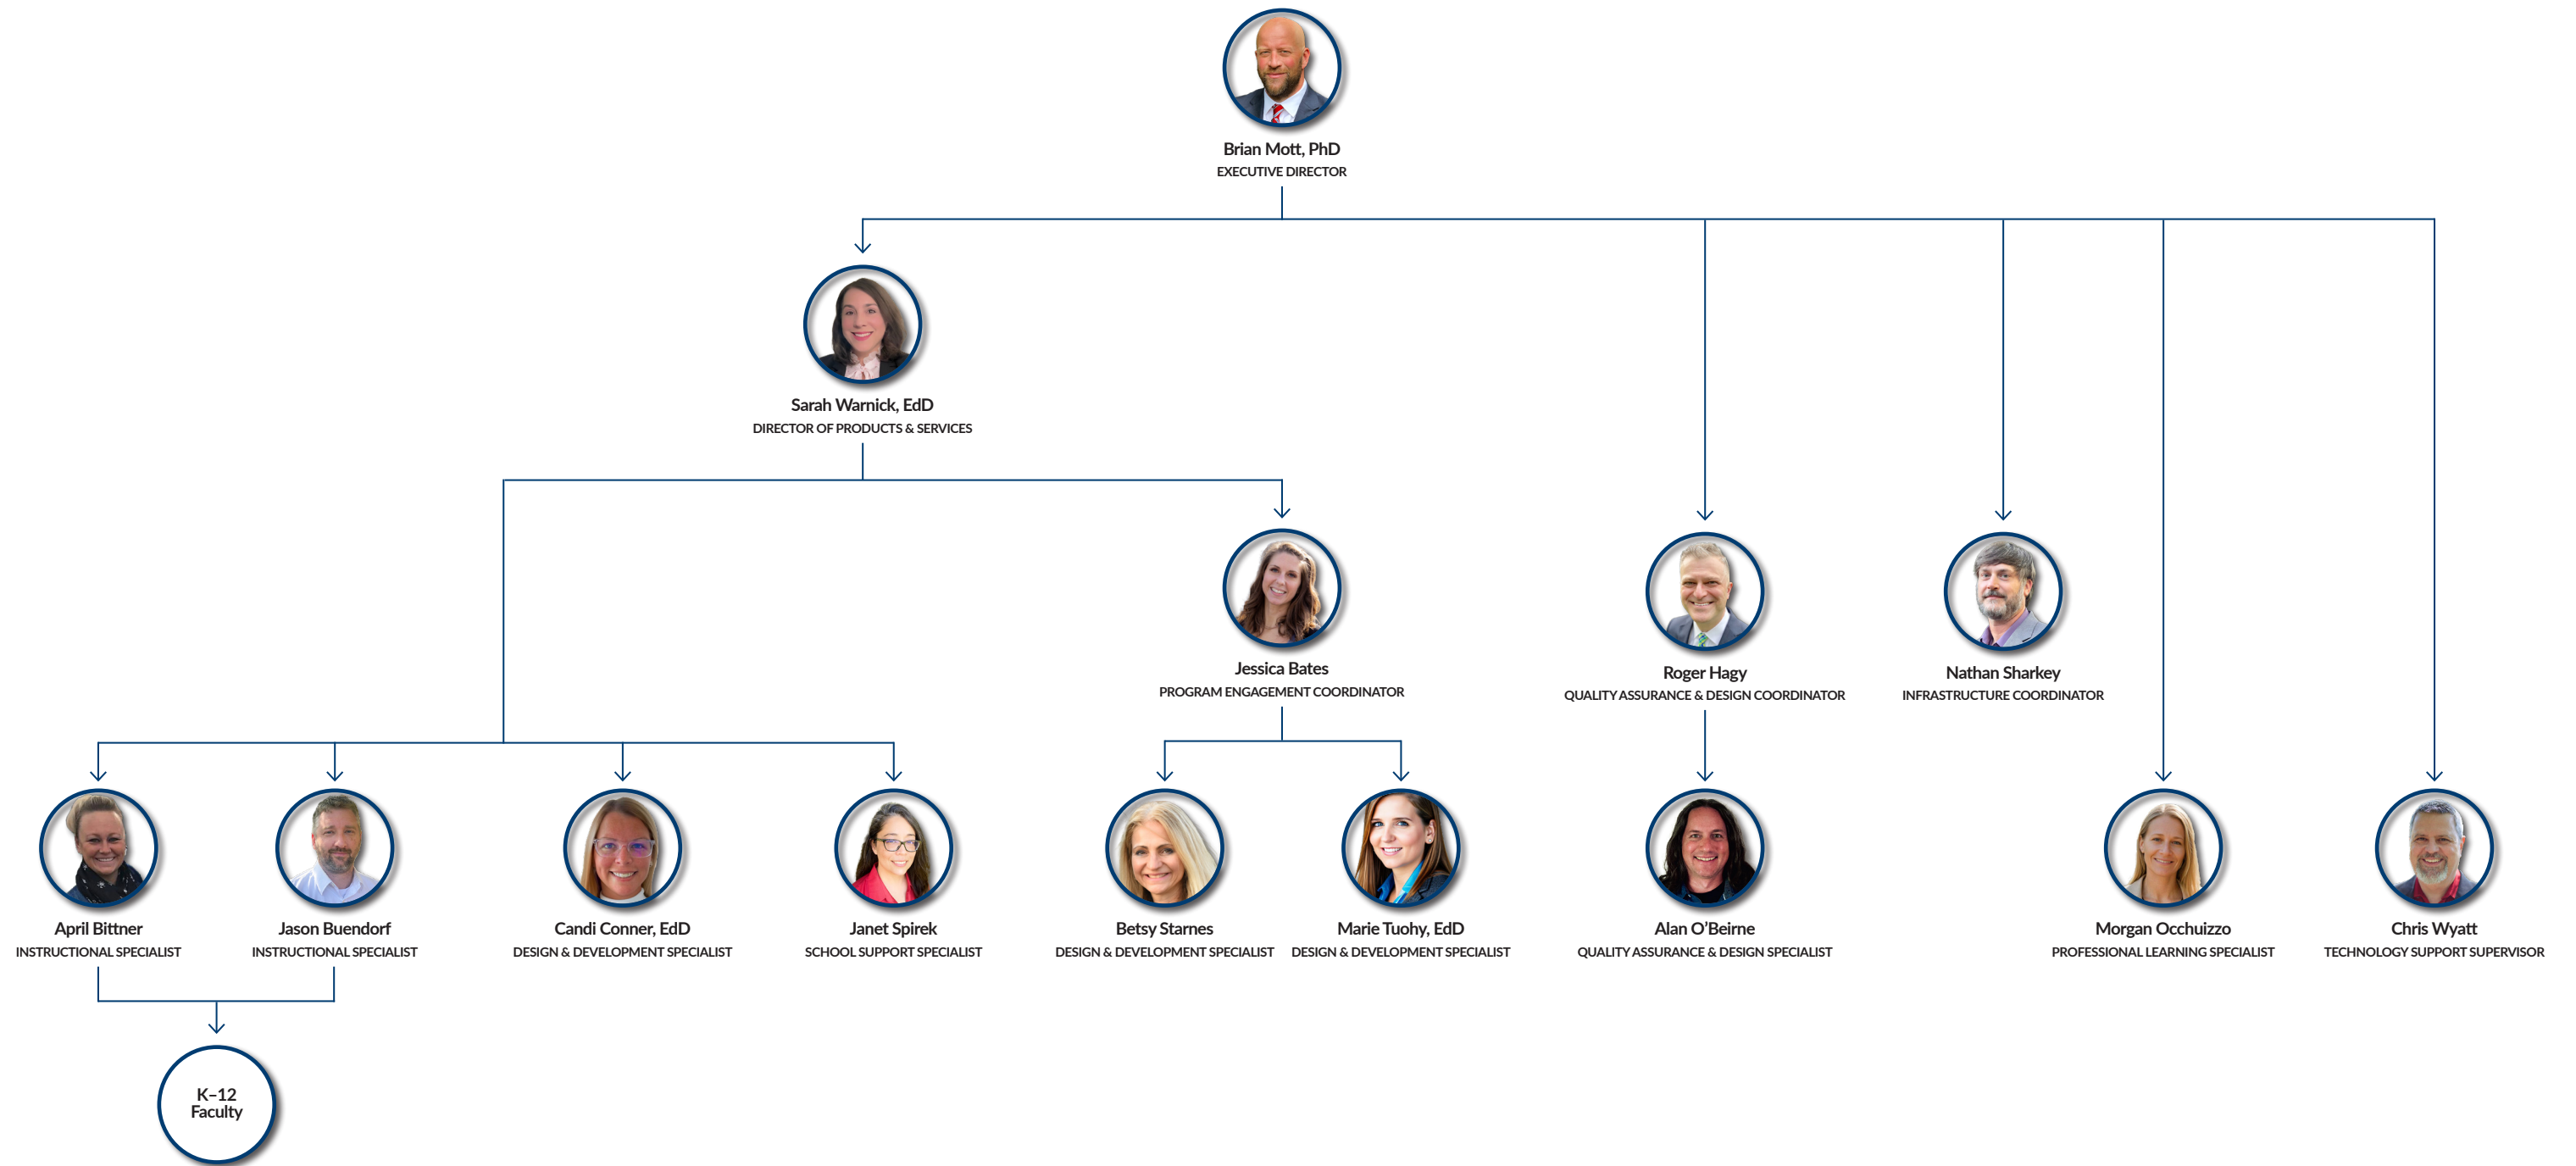 Brian Mott, PhD
EXECUTIVE DIRECTOR
Sarah Warnick, EdD
DIRECTOR OF PRODUCTS & SERVICES
Jessica Bates
PROGRAM ENGAGEMENT COORDINATOR
Roger Hagy
QUALITY ASSURANCE & DESIGN COORDINATOR
Nathan Sharkey
INFRASTRUCTURE COORDINATOR
April Bittner
INSTRUCTIONAL SPECIALIST
Jason Buendorf
INSTRUCTIONAL SPECIALIST
Candi Conner, EdD
DESIGN & DEVELOPMENT SPECIALIST
Janet Spirek
SCHOOL SUPPORT SPECIALIST
Betsy Starnes
DESIGN & DEVELOPMENT SPECIALIST
Marie Tuohy, EdD
DESIGN & DEVELOPMENT SPECIALIST
Alan O’Beirne
QUALITY ASSURANCE & DESIGN SPECIALIST
Morgan Occhuizzo
PROFESSIONAL LEARNING SPECIALIST
Chris Wyatt
TECHNOLOGY SUPPORT SUPERVISOR
K–12
Faculty